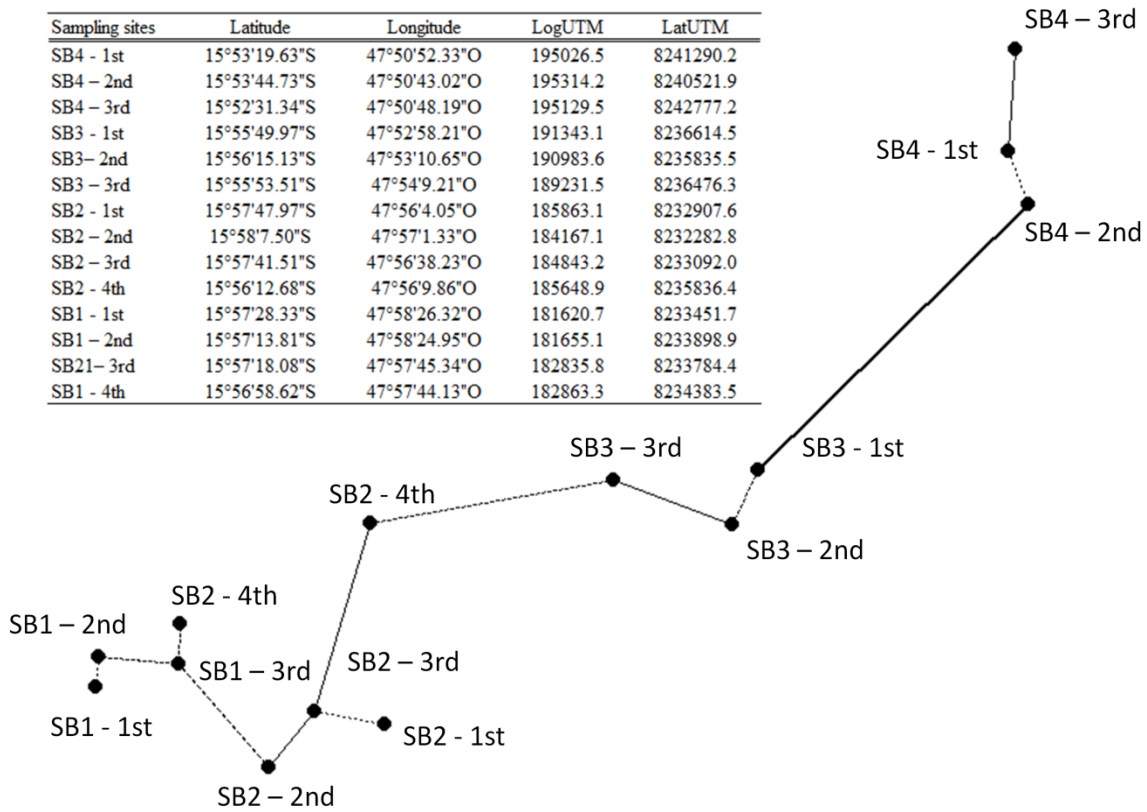 Sampling sites Latitude Longitude LogUTM LatUTM
SB4 - 1st 15°53'19.63"S 47°50'52.33"O 195026.5 8241290.2
SB4 – 2nd 15°53'44.73"S 47°50'43.02"O 195314.2 8240521.9
SB4 – 3rd 15°52'31.34"S 47°50'48.19"O 195129.5 8242777.2
SB3 - 1st 15°55'49.97"S 47°52'58.21"O 191343.1 8236614.5
SB3– 2nd 15°56'15.13"S 47°53'10.65"O 190983.6 8235835.5
SB3 – 3rd 15°55'53.51"S 47°54'9.21"O 189231.5 8236476.3
SB2 - 1st 15°57'47.97"S 47°56'4.05"O 185863.1 8232907.6
SB2 – 2nd 15°58'7.50"S 47°57'1.33"O 184167.1 8232282.8
SB2 – 3rd 15°57'41.51"S 47°56'38.23"O 184843.2 8233092.0
SB2 - 4th 15°56'12.68"S 47°56'9.86"O 185648.9 8235836.4
SB1 - 1st 15°57'28.33"S 47°58'26.32"O 181620.7 8233451.7
SB1 – 2nd 15°57'13.81"S 47°58'24.95"O 181655.1 8233898.9
SB21– 3rd 15°57'18.08"S 47°57'45.34"O 182835.8 8233784.4
SB1 - 4th 15°56'58.62"S 47°57'44.13"O 182863.3 8234383.5
SB4 – 3rd
SB4 - 1st
SB4 – 2nd
SB3 – 3rd
SB3 - 1st
SB2 - 4th
SB3 – 2nd
SB2 - 4th
SB1 – 2nd
SB1 – 3rd
SB2 – 3rd
SB1 - 1st
SB2 - 1st
SB2 – 2nd